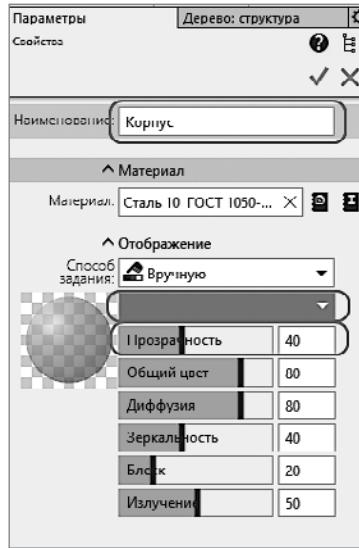 Параметры
Дерево: структура
Свойства
Наименование: Корпус
Материал
Материал: Сталь 10 ГОСТ 1050-...
Отображение
Способ задания: Вручную
Прозрачность 40
Общий цвет 80
Диффузия 80
Зеркальность 40
Блеск 20
Излучение 50